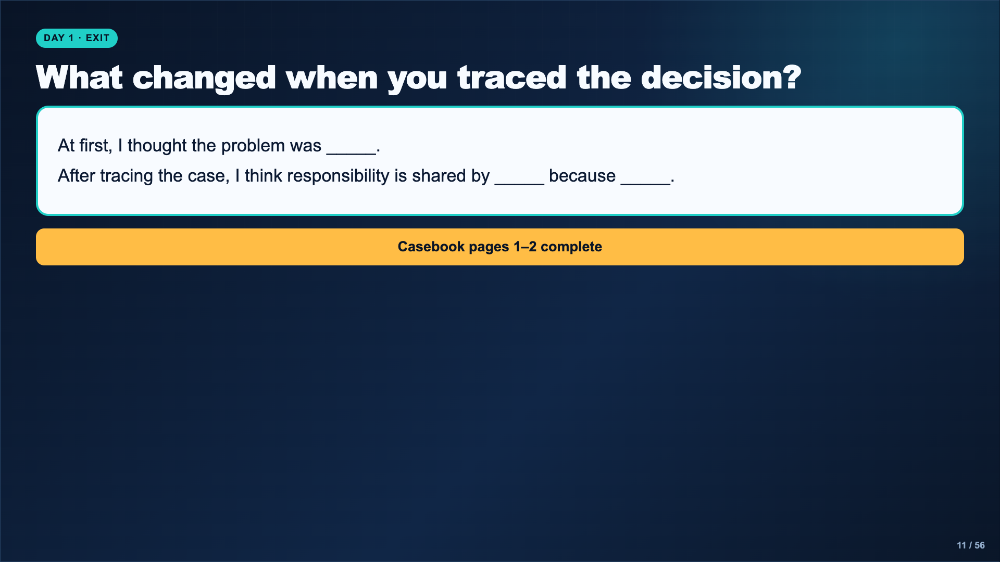 DAY 1 · EXIT
What changed when you traced the decision?
At first, I thought the problem was _____.
After tracing the case, I think responsibility is shared by _____ because _____.
Casebook pages 1–2 complete
11 / 56